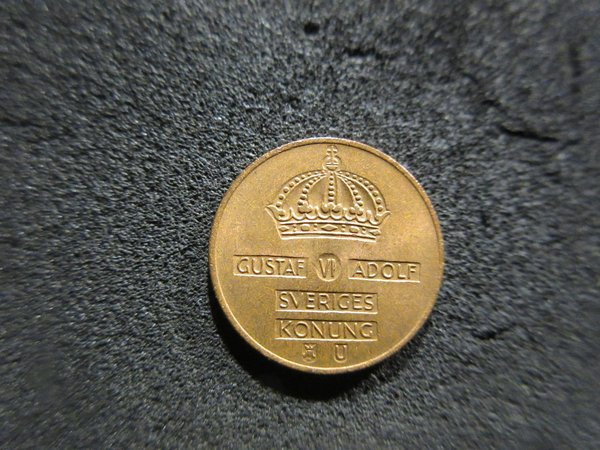 GUSTAF VI ADOLF
SVERIGES
KONUNG
U